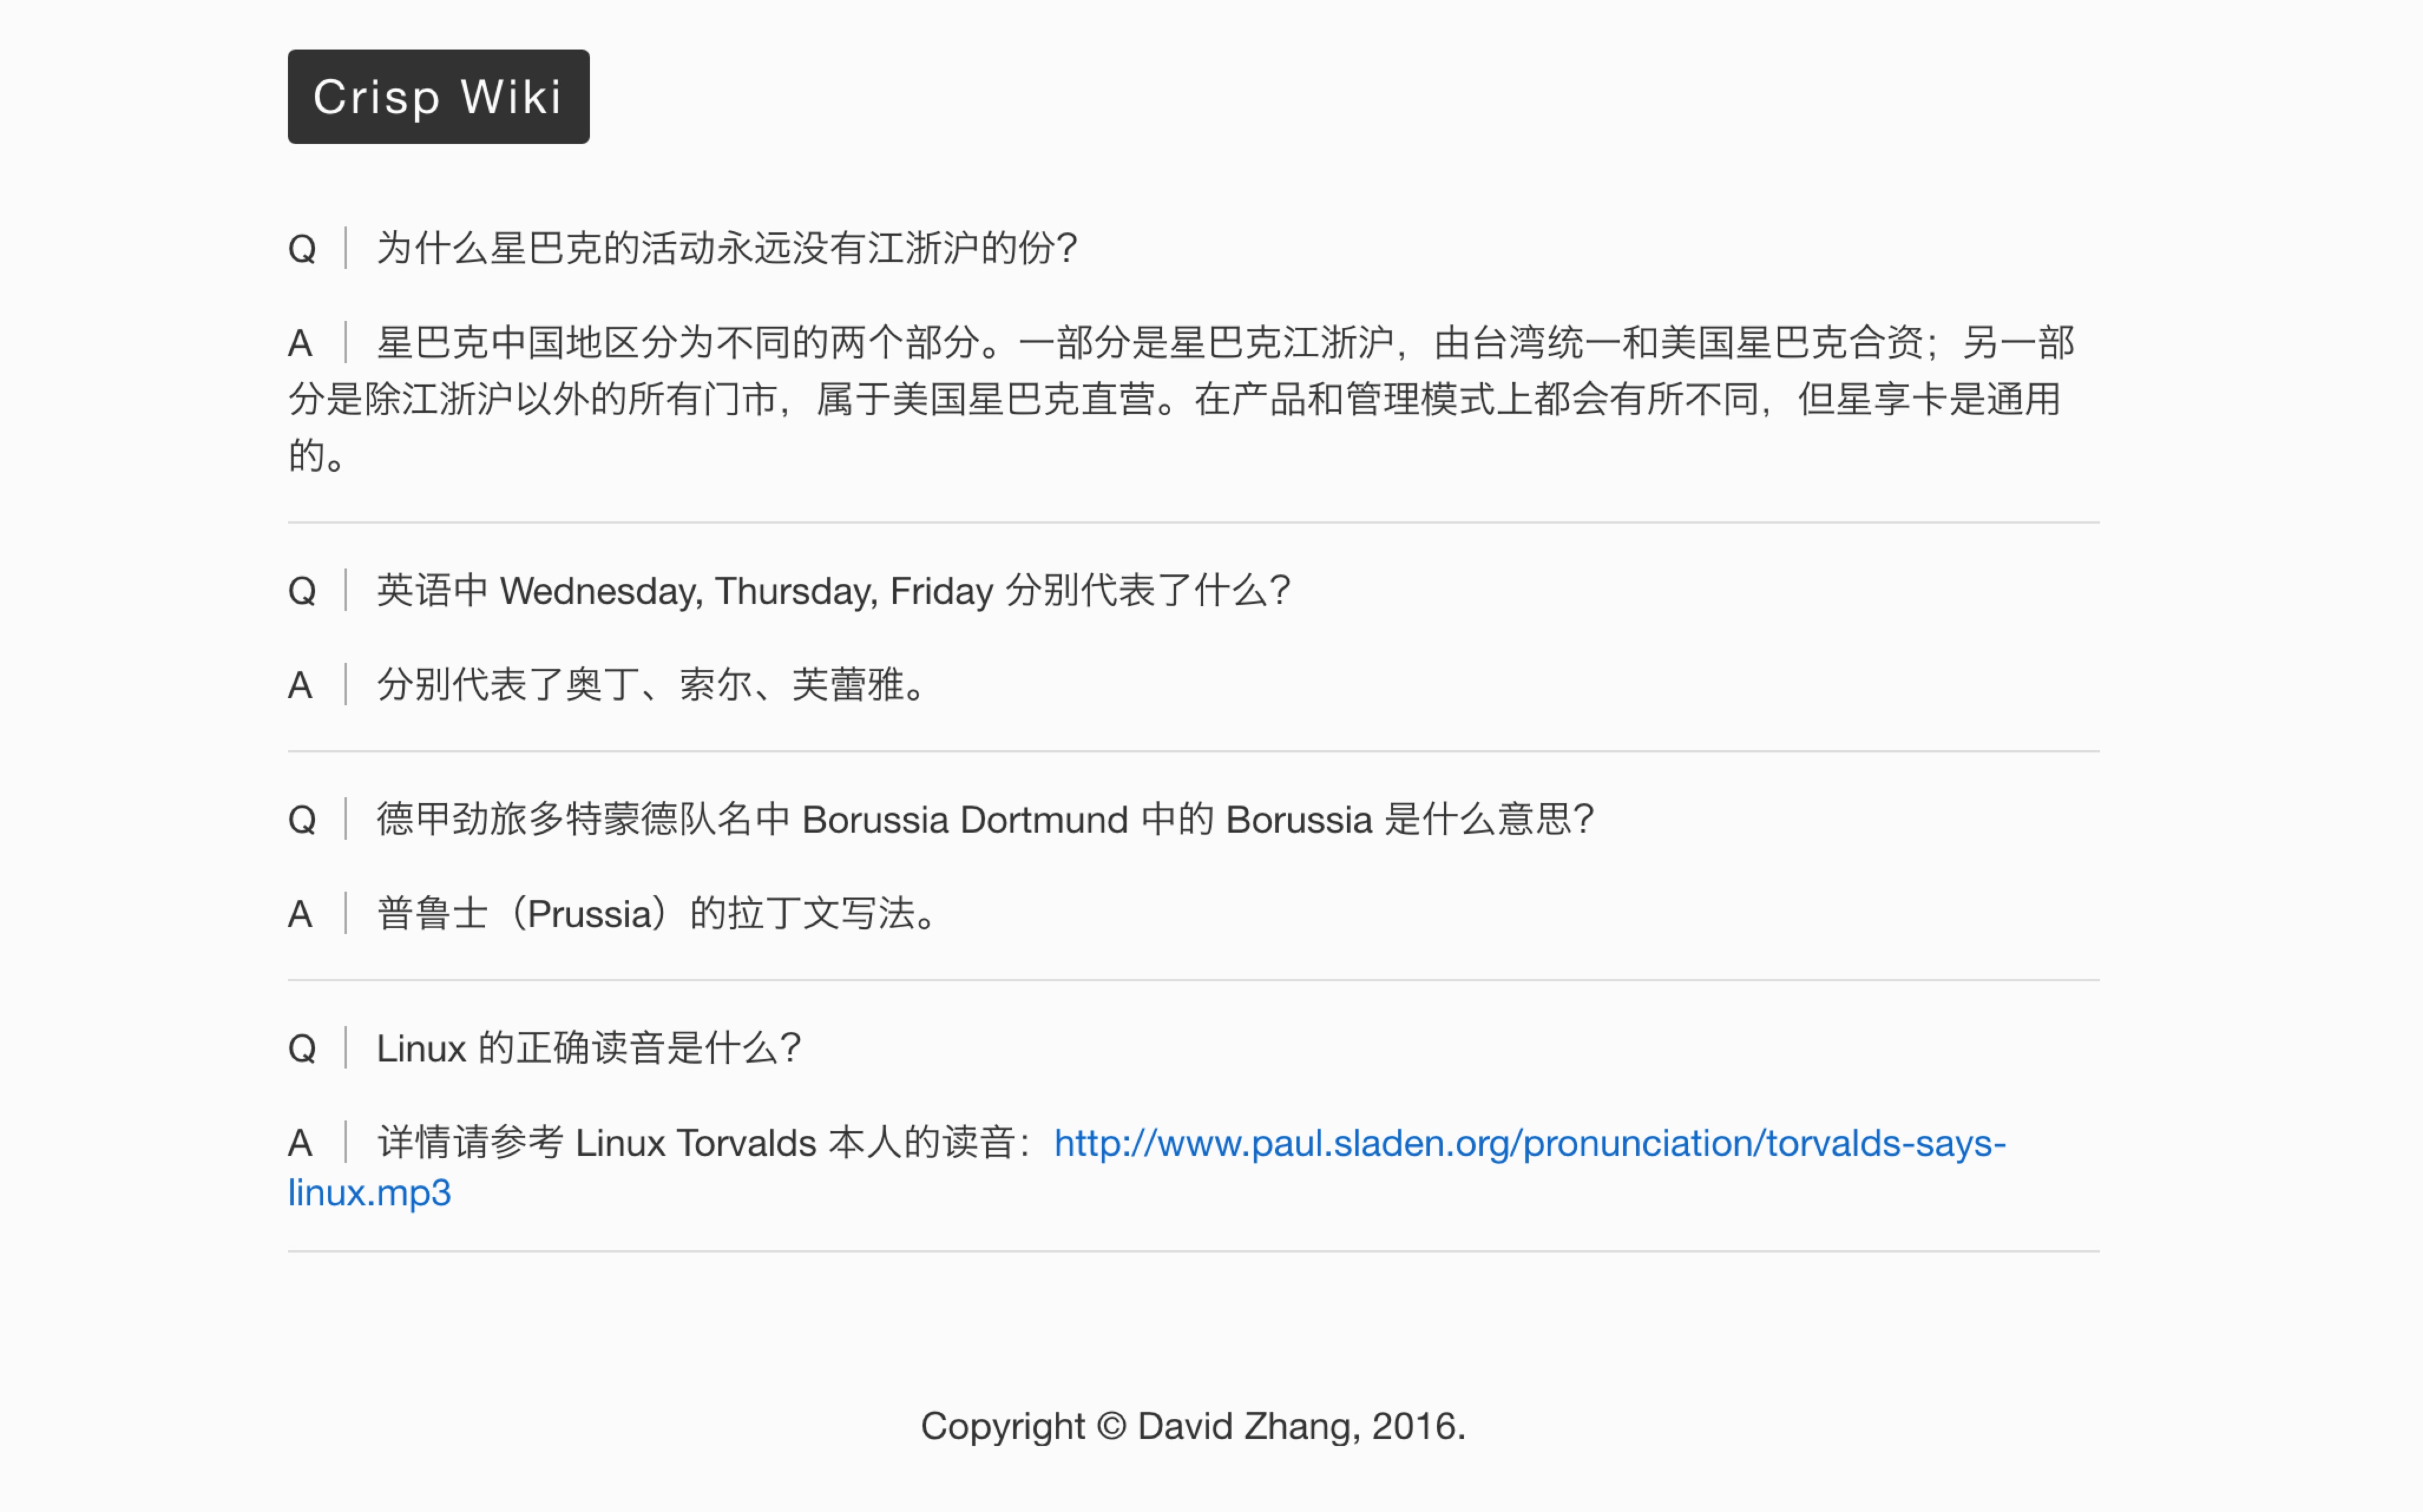 Crisp Wiki
Q 为什么星巴克的活动永远没有江浙沪的份？
A 星巴克中国地区分为不同的两个部分。一部分是星巴克江浙沪，由台湾统一和美国星巴克合资；另一部
分是除江浙沪以外的所有门市，属于美国星巴克直营。在产品和管理模式上都会有所不同，但星享卡是通用
的。
Q 英语中 Wednesday, Thursday, Friday 分别代表了什么？
A 分别代表了奥丁、索尔、芙蕾雅。
Q 德甲劲旅多特蒙德队名中 Borussia Dortmund 中的 Borussia 是什么意思？
A 普鲁士（Prussia）的拉丁文写法。
Q Linux 的正确读音是什么？
A 详情请参考 Linux Torvalds 本人的读音：http://www.paul.sladen.org/pronunciation/torvalds-says-
linux.mp3
Copyright © David Zhang, 2016.